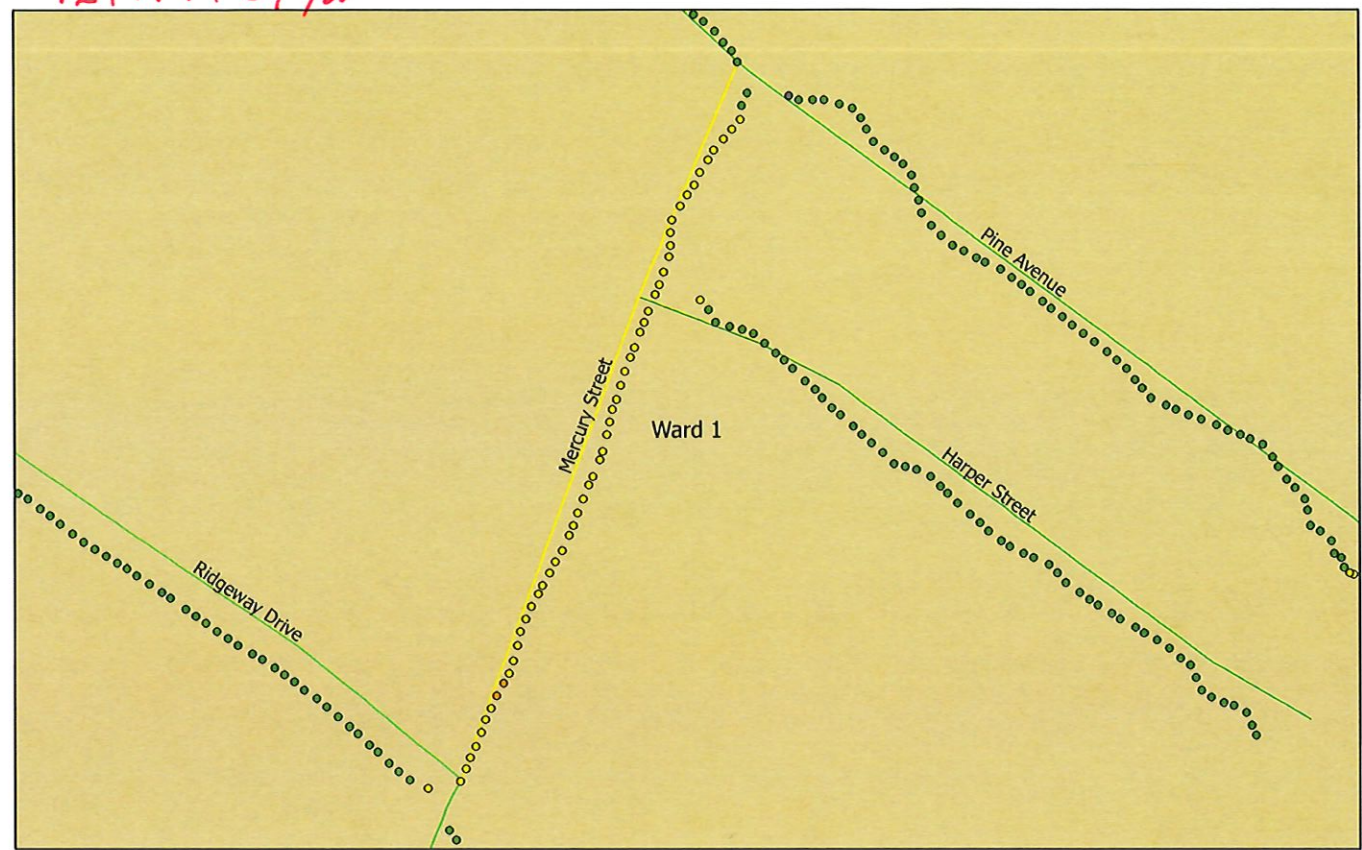 Pine Avenue
Mercury Street
Ward 1
Harper Street
Ridgeway Drive